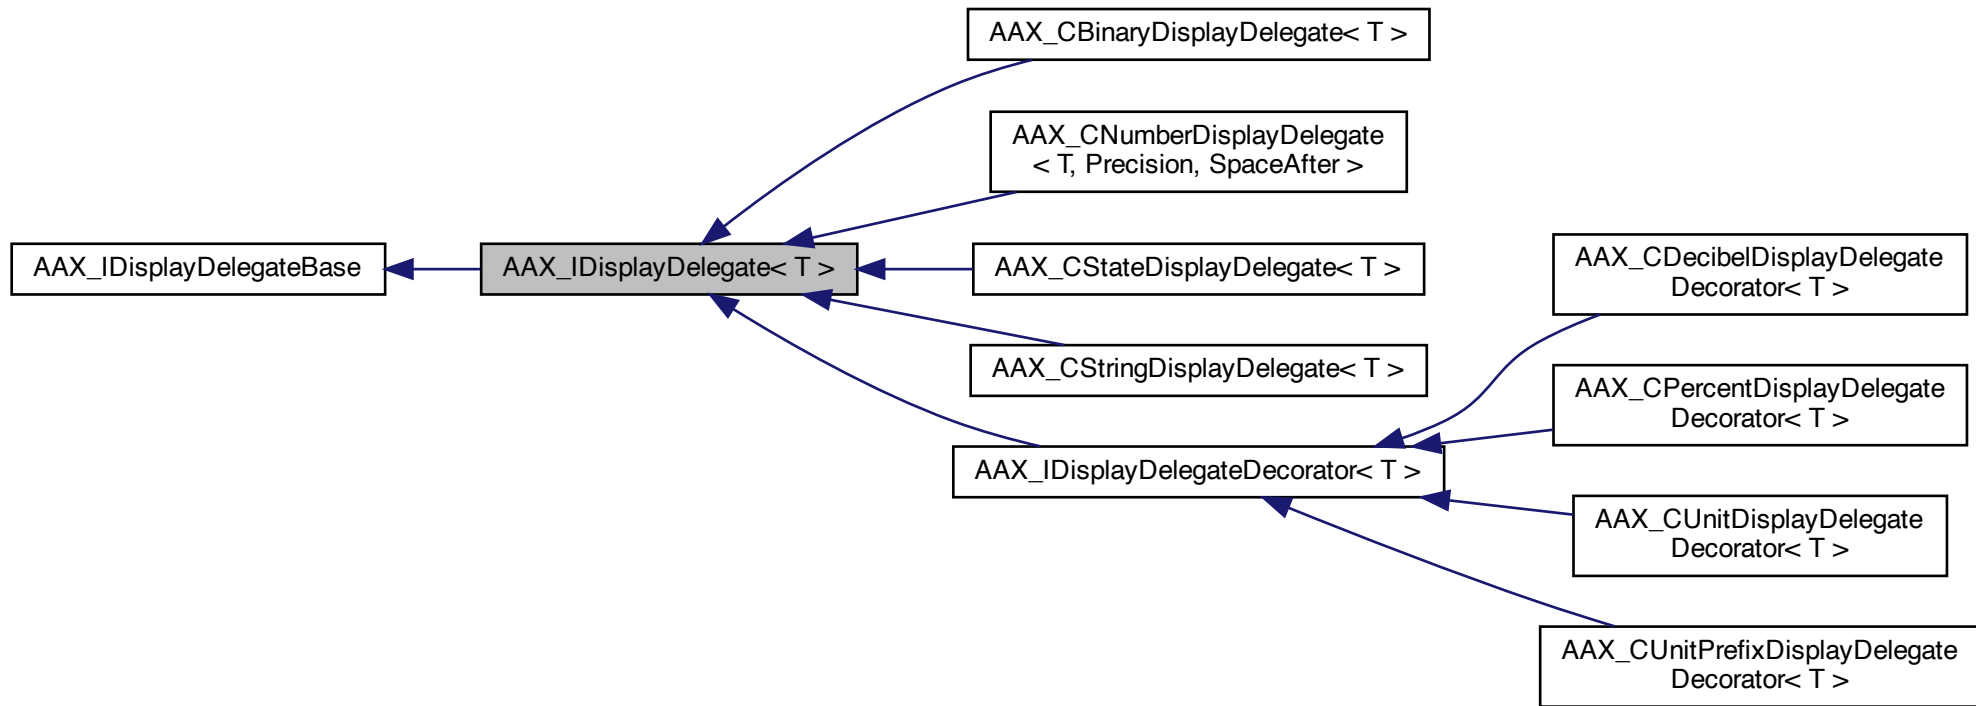 AAX_IDisplayDelegateBase
AAX_IDisplayDelegate< T >
AAX_CBinaryDisplayDelegate< T >
AAX_CNumberDisplayDelegate
< T, Precision, SpaceAfter >
AAX_CStateDisplayDelegate< T >
AAX_CStringDisplayDelegate< T >
AAX_IDisplayDelegateDecorator< T >
AAX_CDecibelDisplayDelegate
Decorator< T >
AAX_CPercentDisplayDelegate
Decorator< T >
AAX_CUnitDisplayDelegate
Decorator< T >
AAX_CUnitPrefixDisplayDelegate
Decorator< T >